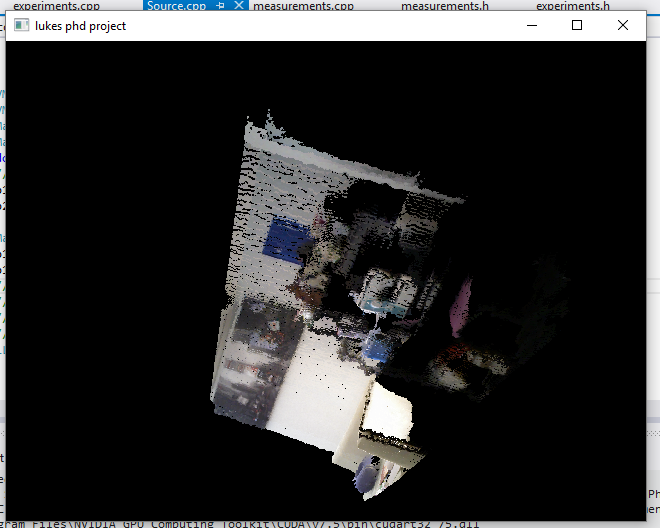 experiments.cpp Source.cpp measurements.cpp measurements.h experiments.h
lukes phd project
gram Files\NVIDIA GPU Computing Toolkit\CUDA\v7.5\bin\cudart32_75.dll